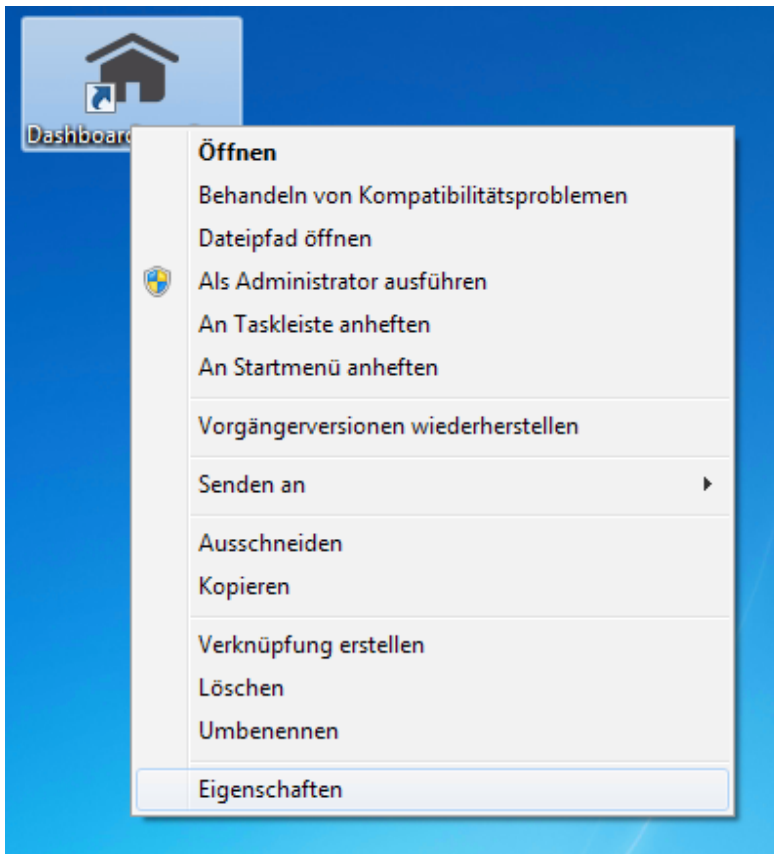 Dashboard
Öffnen
Behandeln von Kompatibilitätsproblemen
Dateipfad öffnen
Als Administrator ausführen
An Taskleiste anheften
An Startmenü anheften
Vorgängerversionen wiederherstellen
Senden an
Ausschneiden
Kopieren
Verknüpfung erstellen
Löschen
Umbenennen
Eigenschaften